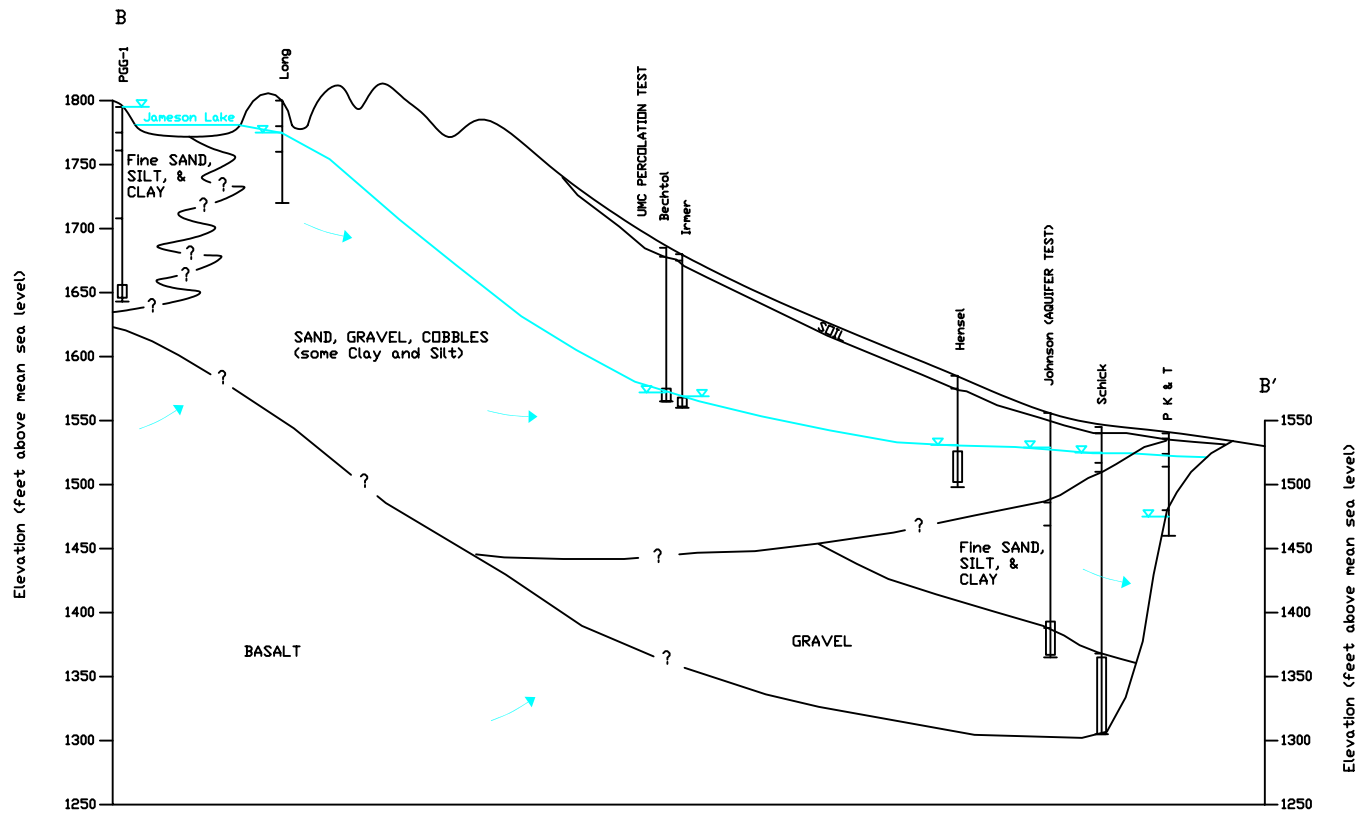 B
PGG-1
Long
UMC PERCOLATION TEST
Bechtol
Irmer
Hensel
Johnson (AQUIFER TEST)
Schick
P K & T
B'
Jameson Lake
Fine SAND,
SILT, &
CLAY
?
?
?
?
?
SAND, GRAVEL, COBBLES
(some Clay and Silt)
SOIL
?
?
?
?
?
Fine SAND,
SILT, &
CLAY
GRAVEL
BASALT
Elevation (feet above mean sea level)
1800
1750
1700
1650
1600
1550
1500
1450
1400
1350
1300
1250
1550
1500
1450
1400
1350
1300
1250
Elevation (feet above mean sea level)